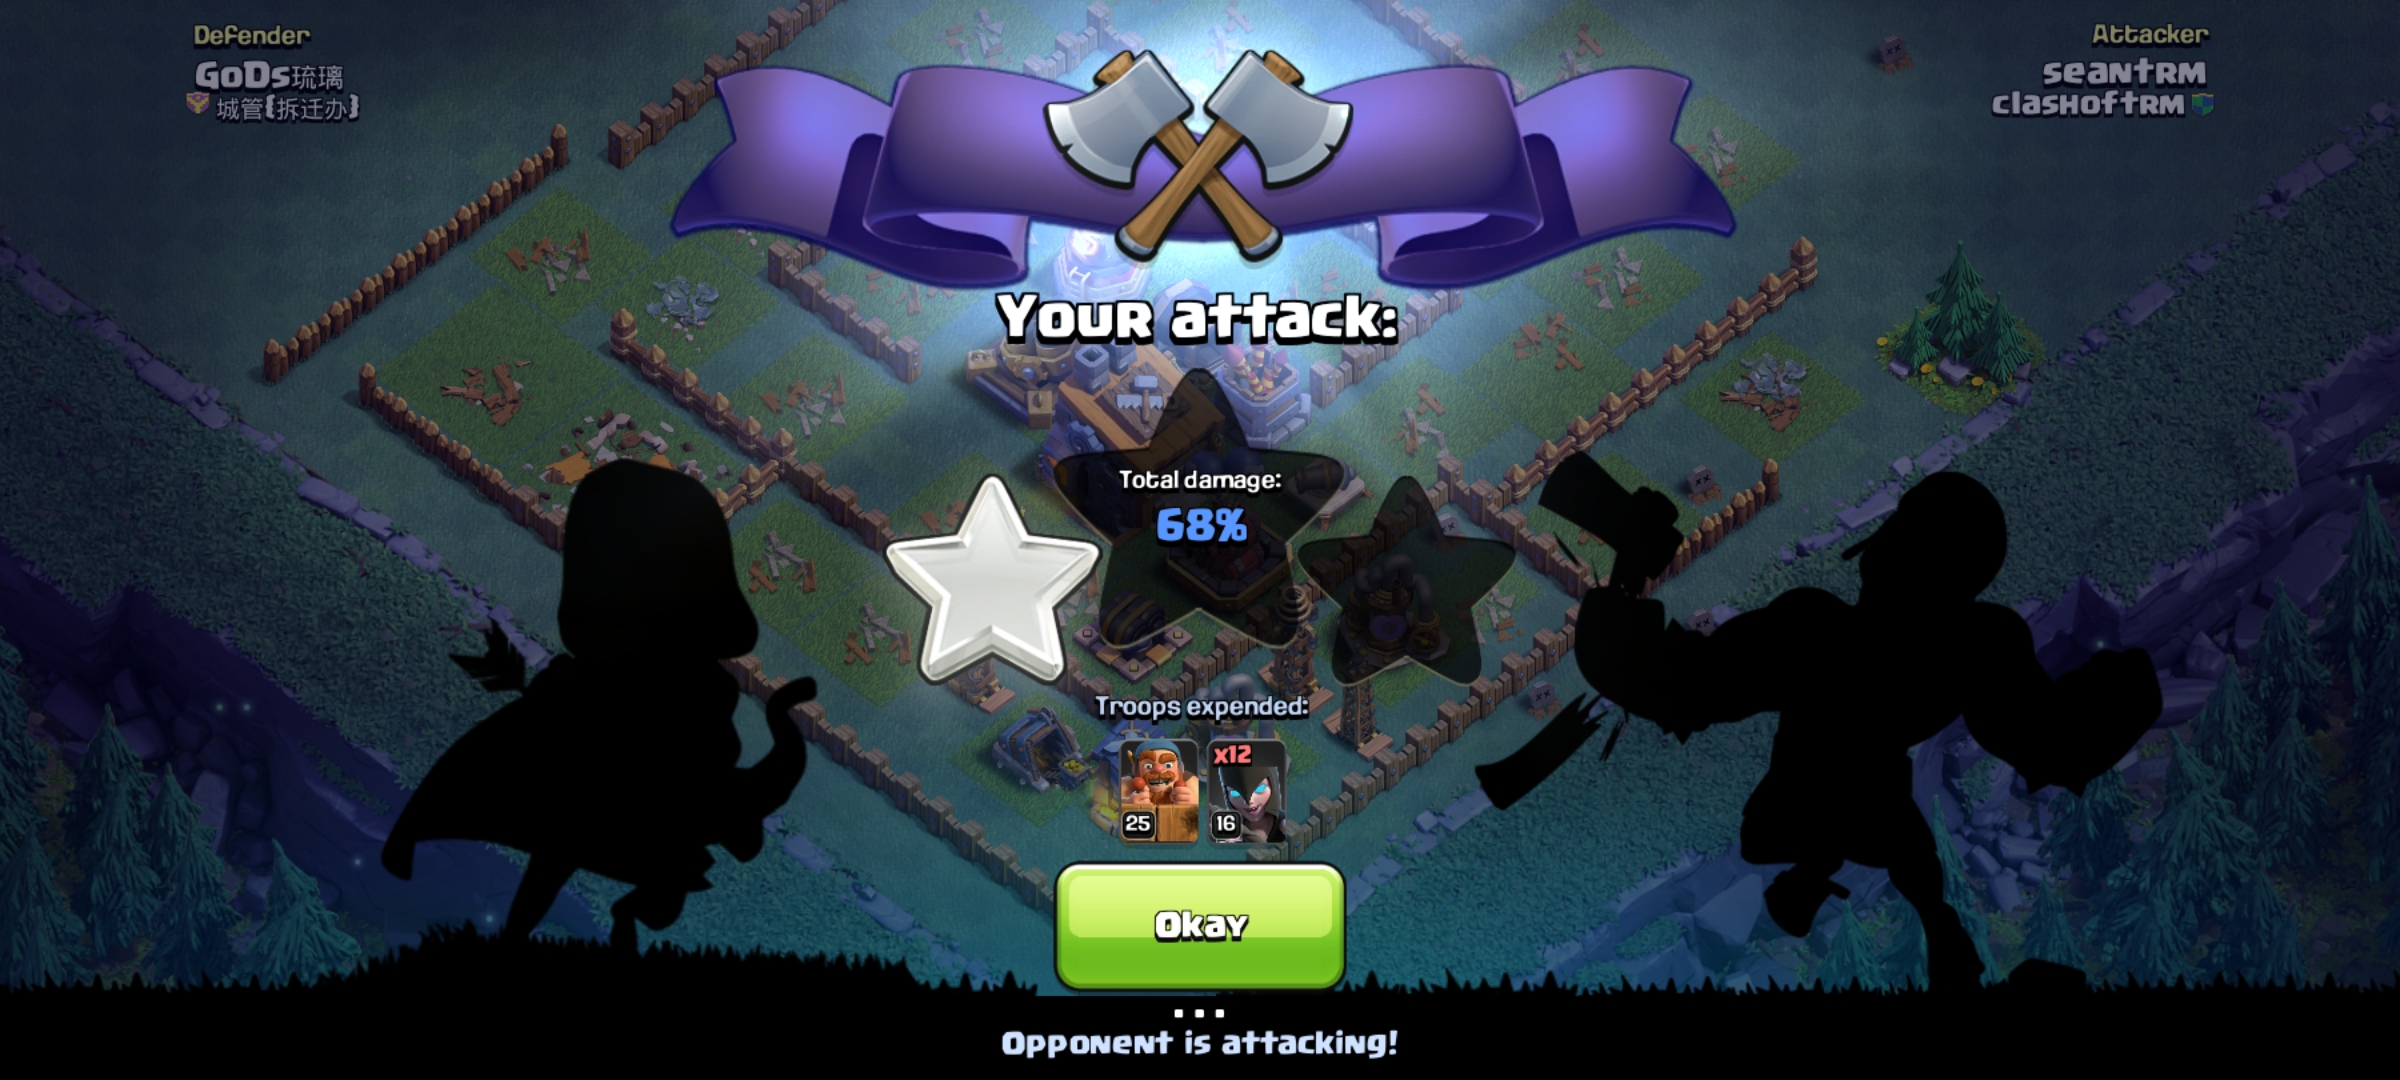 Defender
GoDs琉璃
城管{拆迁办}
Attacker
seantRM
clashoftRM
Your attack:
Total damage:
68%
Troops expended:
x12
25
16
Okay
...
Opponent is attacking!